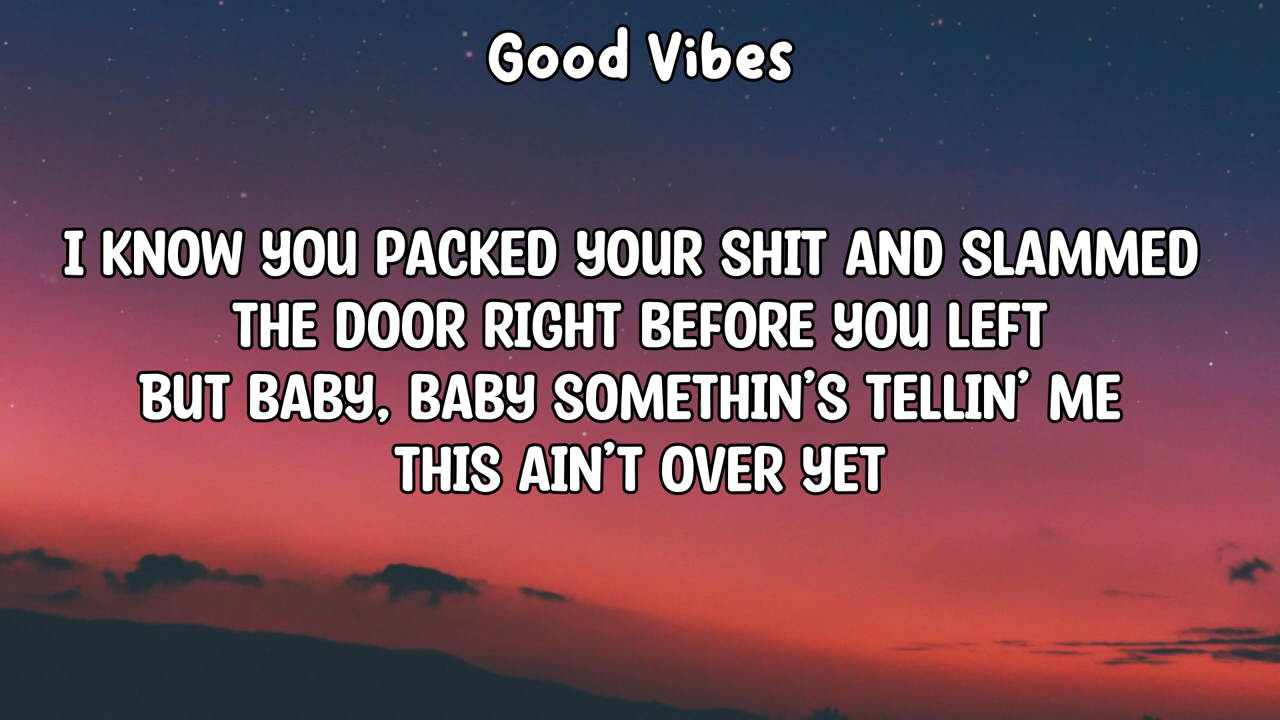 Good Vibes
I KNOW YOU PACKED YOUR SHIT AND SLAMMED
THE DOOR RIGHT BEFORE YOU LEFT
BUT BABY, BABY SOMETHIN'S TELLIN' ME
THIS AIN'T OVER YET